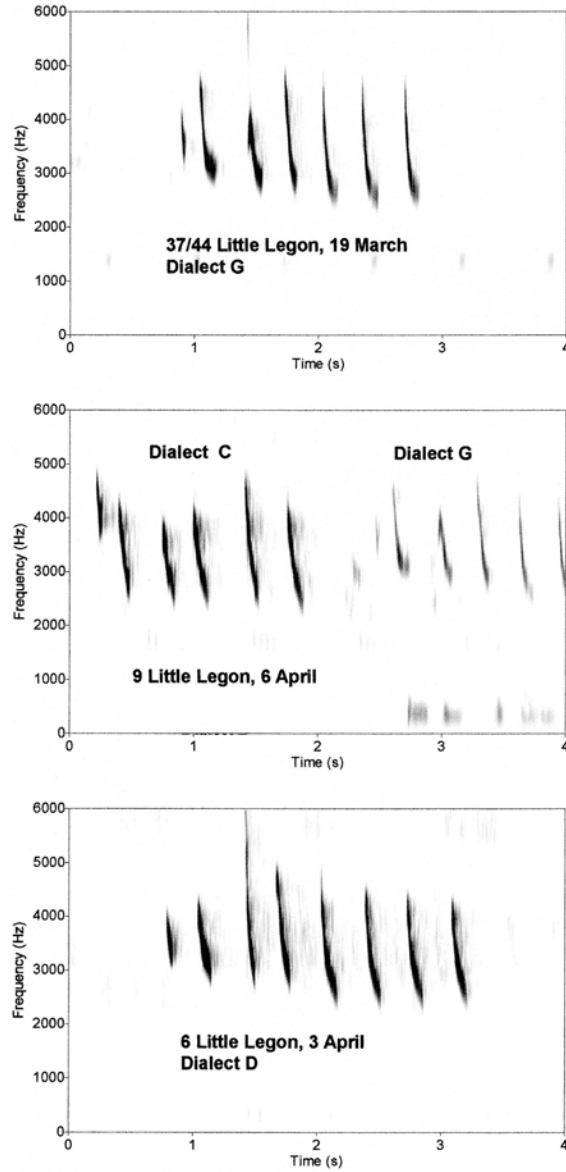 6000
5000
4000
3000
2000
1000
0
Frequency (Hz)
37/44 Little Legon, 19 March
Dialect G
0 1 2 3 4
Time (s)
6000
5000
4000
3000
2000
1000
0
Frequency (Hz)
Dialect C Dialect G
9 Little Legon, 6 April
0 1 2 3 4
Time (s)
6000
5000
4000
3000
2000
1000
0
Frequency (Hz)
6 Little Legon, 3 April
Dialect D
0 1 2 3 4
Time (s)